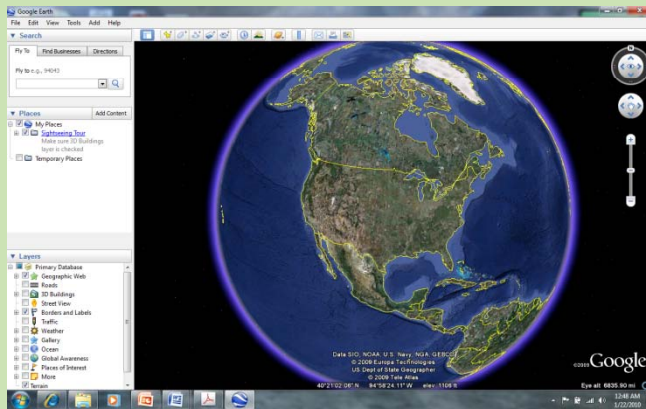 Google Earth
File Edit View Tools Add Help
Search
Fly To Find Businesses Directions
Fly to e.g., 94043
Places Add Content
My Places
Sightseeing Tour
Make sure 3D Buildings
layer is checked
Temporary Places
Layers
Primary Database
Geographic Web
Roads
3D Buildings
Street View
Borders and Labels
Traffic
Weather
Gallery
Ocean
Global Awareness
Places of Interest
More
Terrain
N
Data SIO, NOAA, U.S. Navy, NGA, GEBCO
© 2009 Europa Technologies
US Dept of State Geographer
© 2009 Tele Atlas
©2009 Google
40°21'02.06" N 94°58'24.11" W elev 1106 ft
Eye alt 6835.90 mi
12:48 AM
1/22/2010